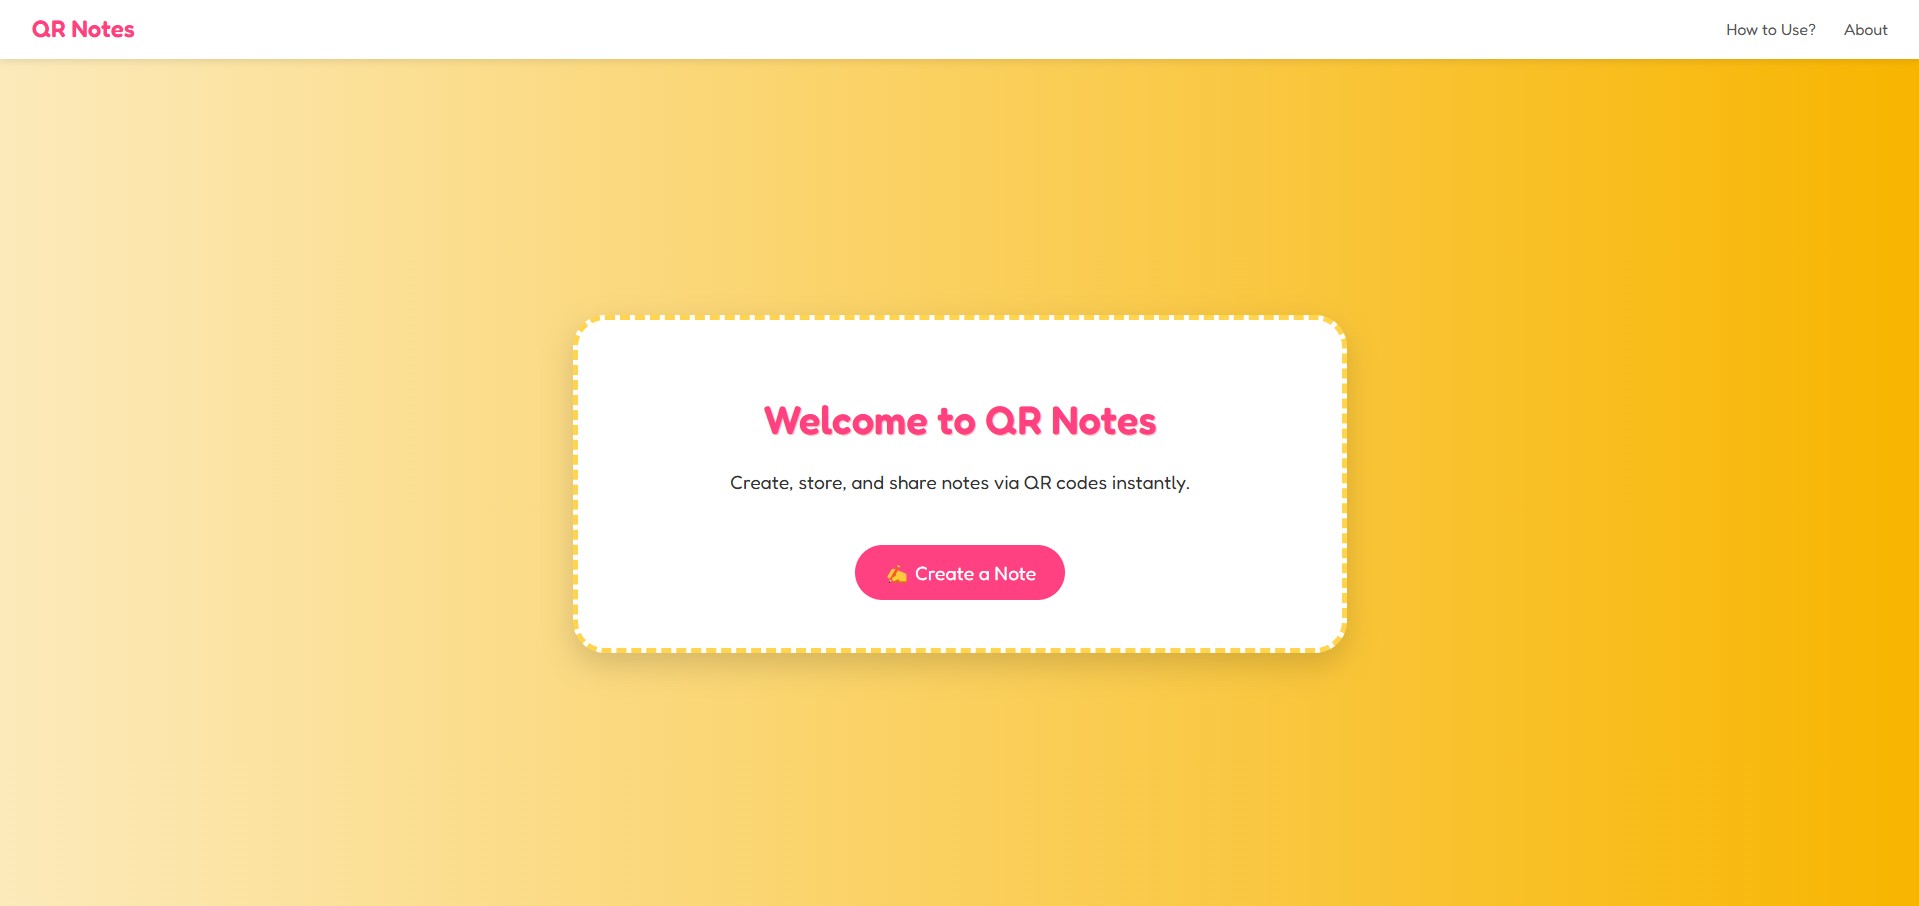 QR Notes
How to Use?
About
Welcome to QR Notes
Create, store, and share notes via QR codes instantly.
✍️ Create a Note